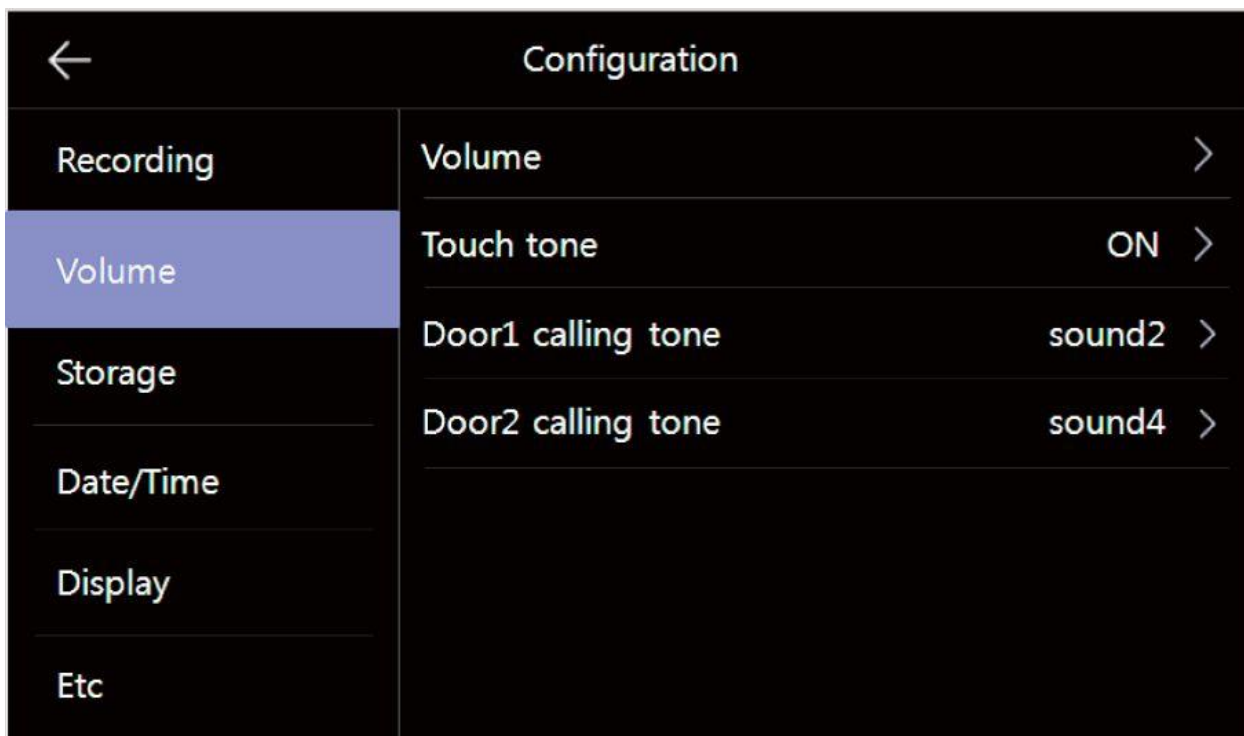 Configuration
Recording
Volume
Storage
Date/Time
Display
Etc
Volume
Touch tone ON
Door1 calling tone sound2
Door2 calling tone sound4